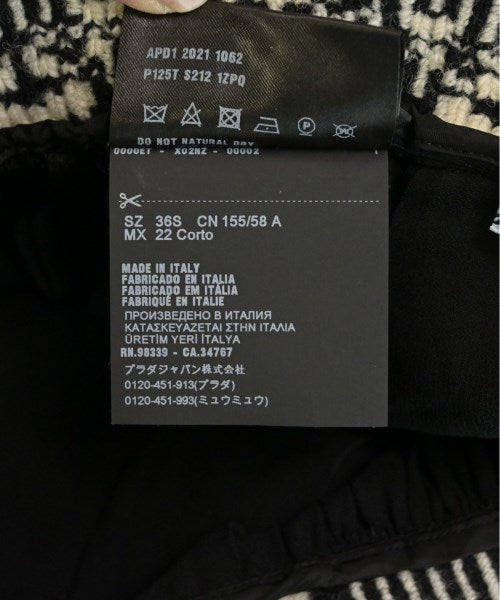 APD1 2021 1062
P125T S212 1ZPQ
DO NOT NATURAL DRY
0000ET - X02NZ - 00002
SZ 36S CN 155/58 A
MX 22 Corto
MADE IN ITALY
FABRICADO EN ITALIA
FABRICADO EM ITÁLIA
FABRIQUÉ EN ITALIE
ПРОИЗВЕДЕНО В ИТАЛИЯ
ΚΑΤΑΣΚΕΥΑΖΕΤΑΙ ΣΤΗΝ ΙΤΑΛΙΑ
ÜRETİM YERİ İTALYA
RN.98339 - CA.34767
プラダジャパン株式会社
0120-451-913(プラダ)
0120-451-993(ミュウミュウ)